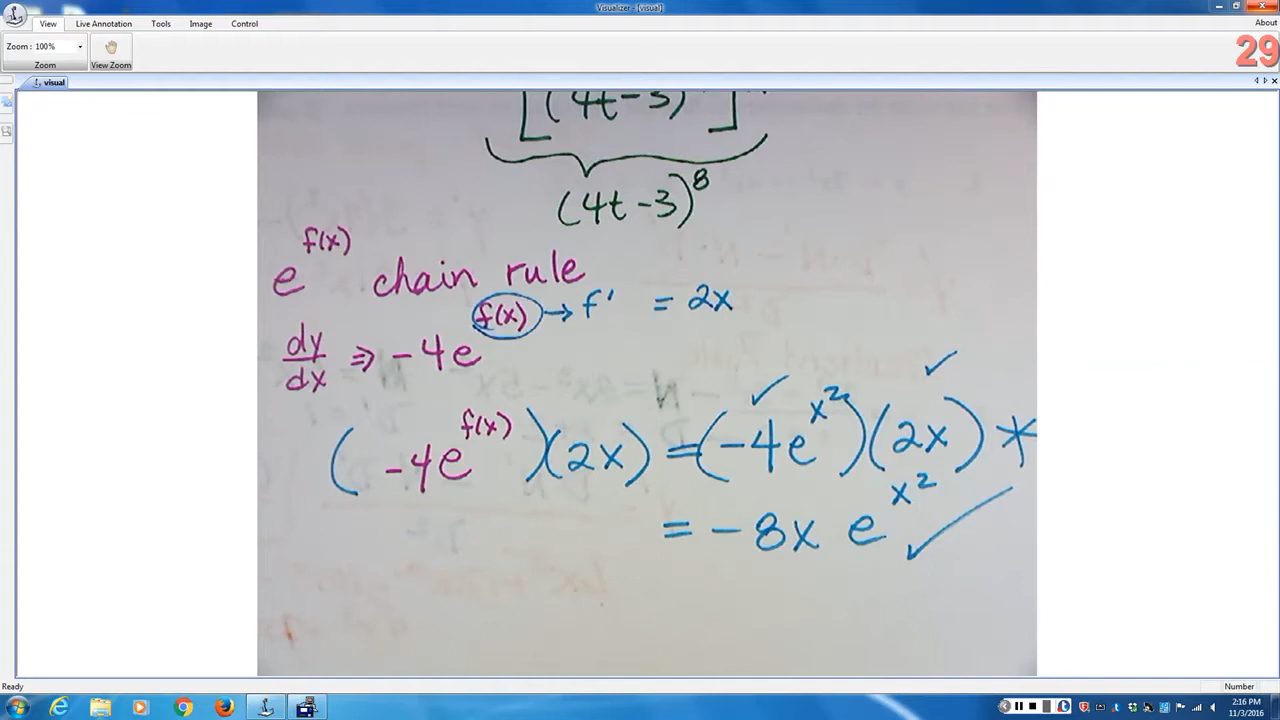 Visualizer - [visual]
View Live Annotation Tools Image Control
About
Zoom : 100%
Zoom View Zoom
29
visual
[(4t-3)
(4t-3)^8
e^f(x) chain rule
f(x) → f' = 2x
dy/dx ⇒ -4e
(-4e^f(x))(2x) = (-4e^x^2)(2x) *
= -8x e^x^2
Ready
Number
2:16 PM
11/3/2016